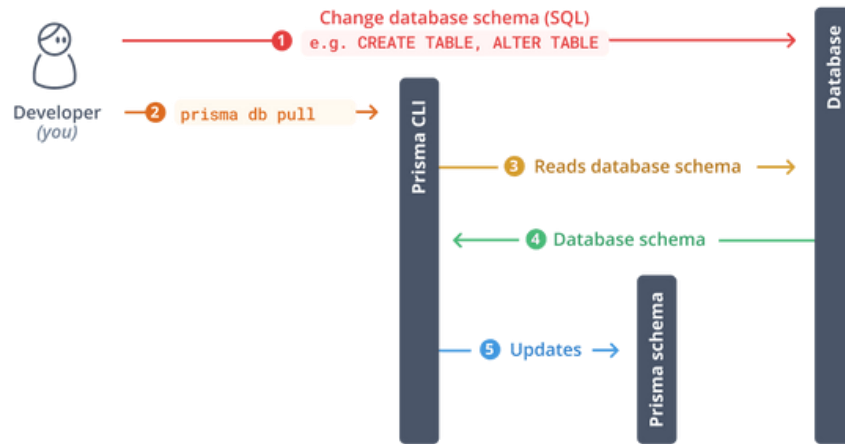 Change database schema (SQL)
1 e.g. CREATE TABLE, ALTER TABLE
Developer
(you)
2 prisma db pull
Prisma CLI
Database
3 Reads database schema
4 Database schema
5 Updates
Prisma schema